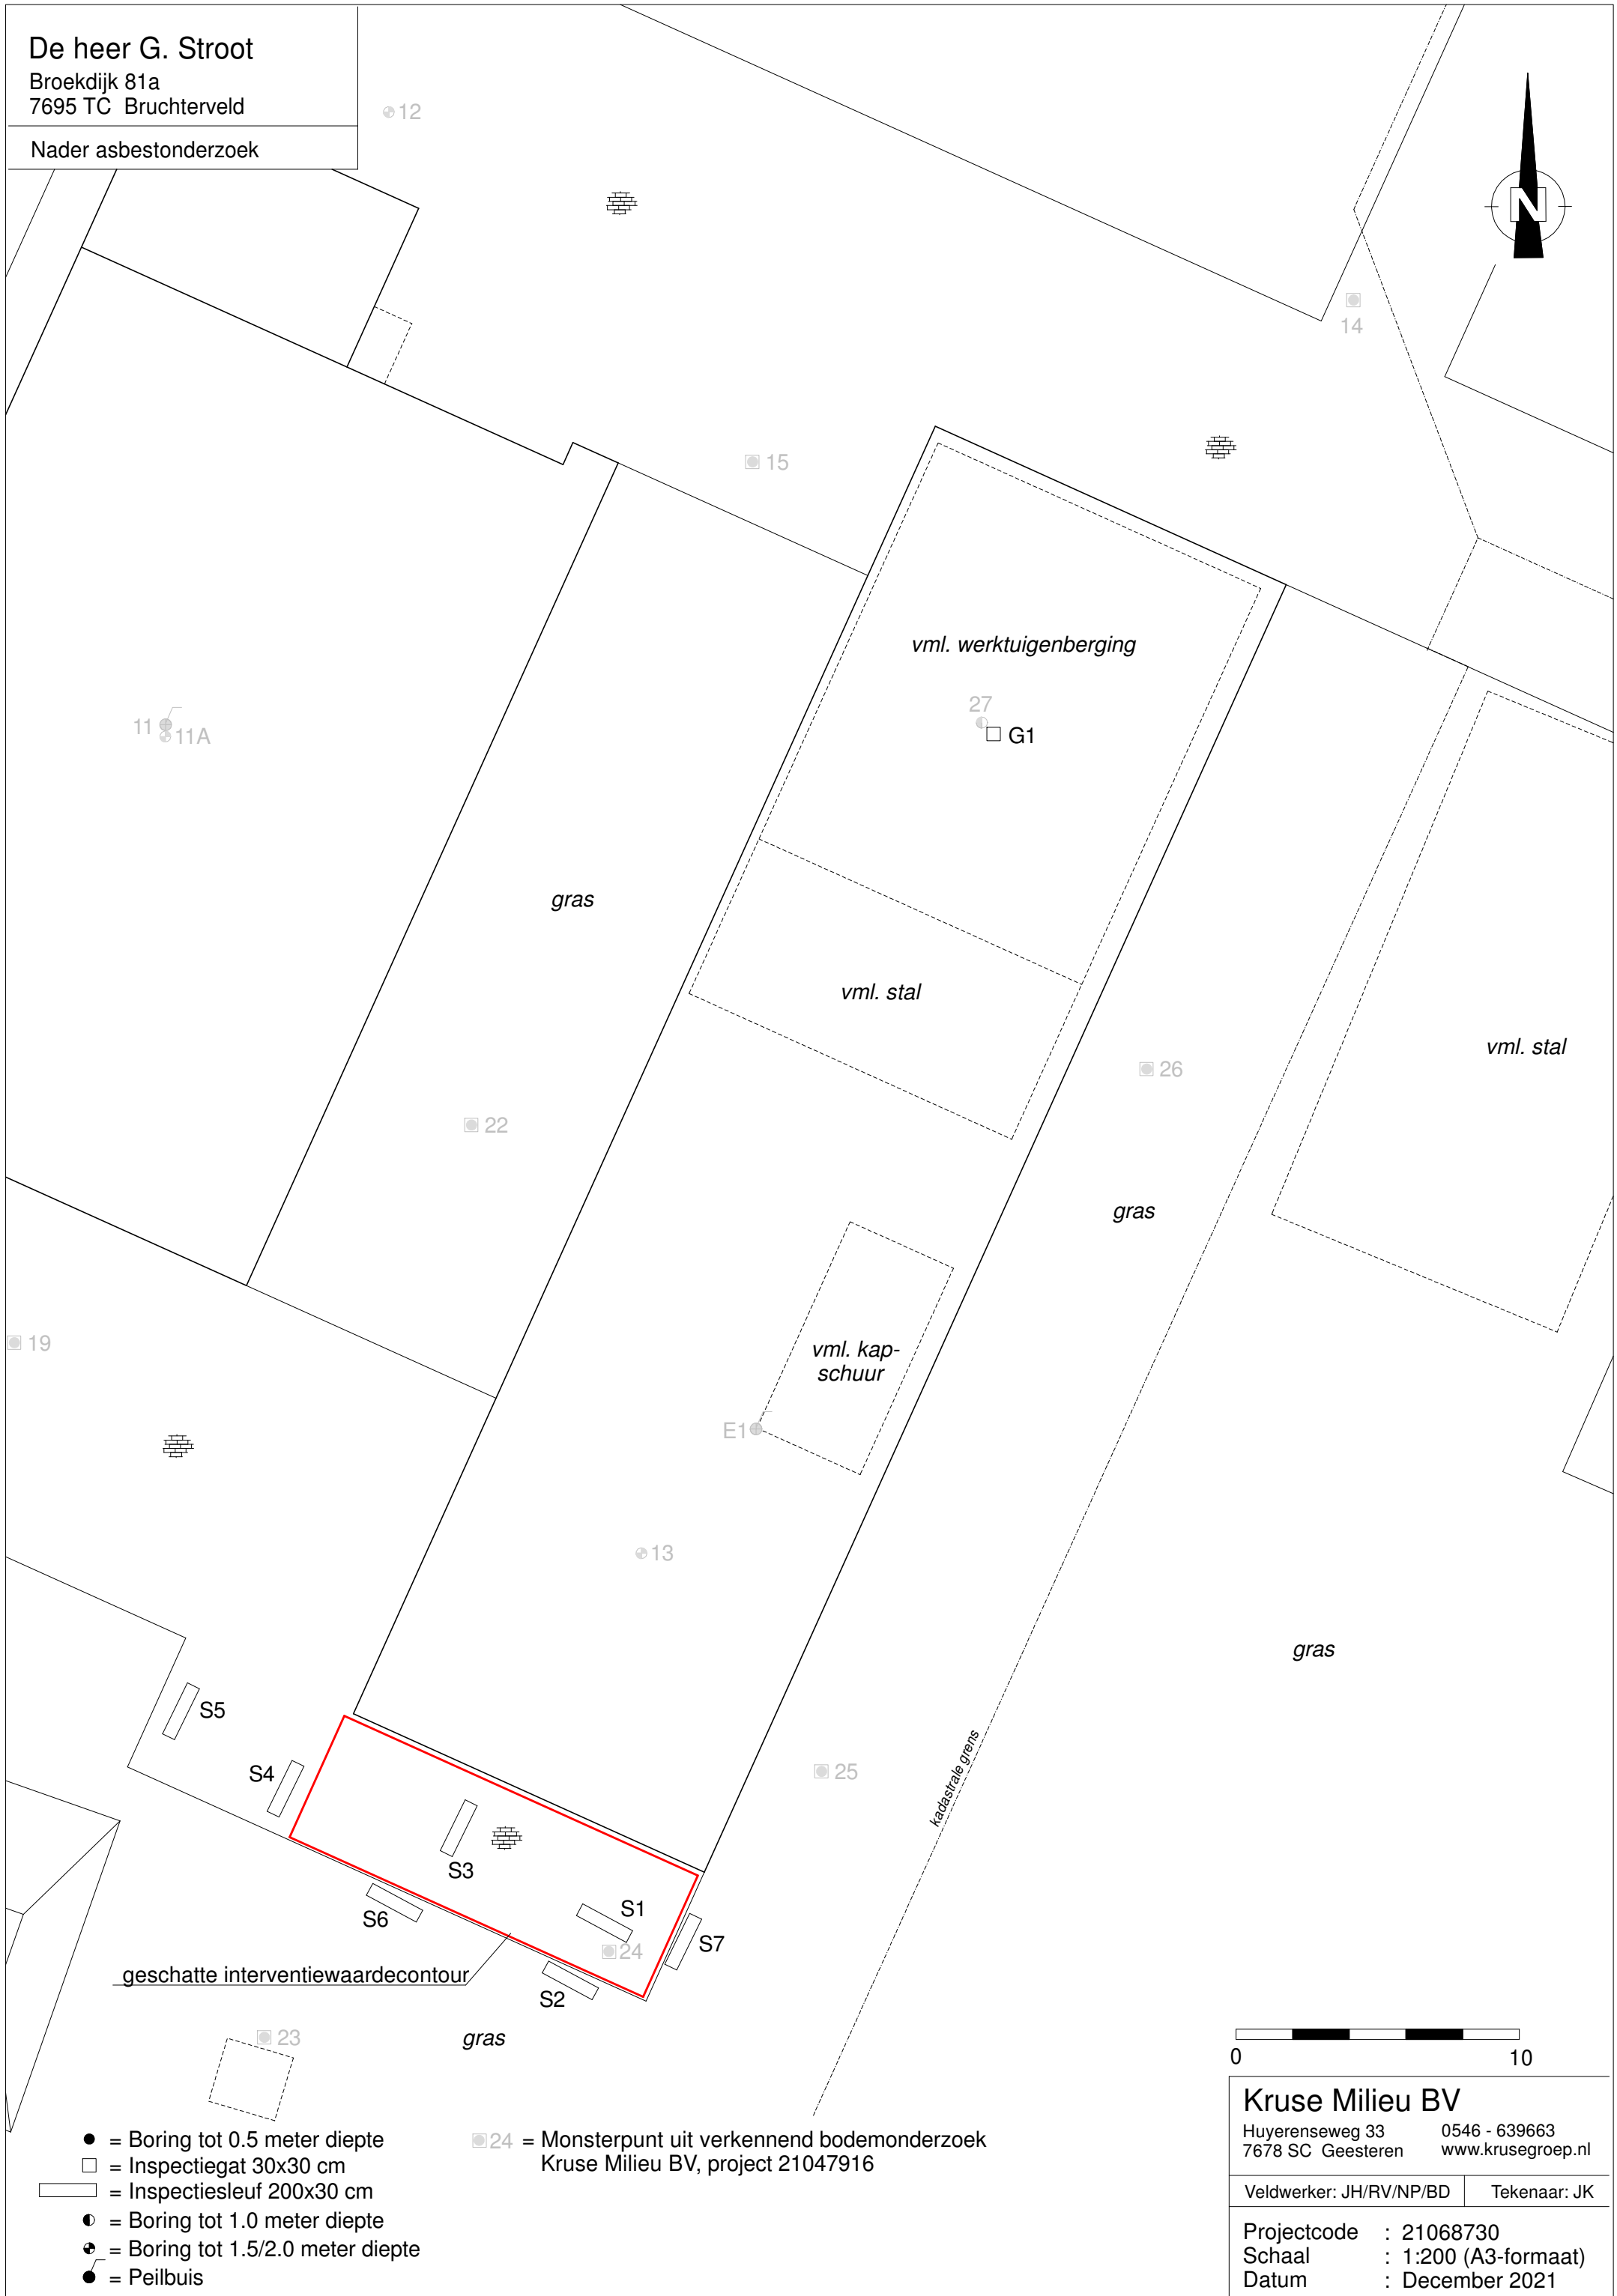 De heer G. Stroot
Broekdijk 81a
7695 TC Bruchterveld
Nader asbestonderzoek
12
N
14
15
vml. werktuigenberging
27
G1
11
11A
gras
vml. stal
vml. stal
26
22
gras
19
vml. kap-
schuur
E1
13
gras
S5
S4
kadastrale grens
25
S3
S1
S6
S7
24
geschatte interventiewaardecontour
S2
23
gras
0 10
= Boring tot 0.5 meter diepte
= Inspectiegat 30x30 cm
= Inspectiesleuf 200x30 cm
= Boring tot 1.0 meter diepte
= Boring tot 1.5/2.0 meter diepte
= Peilbuis
24 = Monsterpunt uit verkennend bodemonderzoek
Kruse Milieu BV, project 21047916
Kruse Milieu BV
Huyerenseweg 33 0546 - 639663
7678 SC Geesteren www.krusegroep.nl
Veldwerker: JH/RV/NP/BD Tekenaar: JK
Projectcode : 21068730
Schaal : 1:200 (A3-formaat)
Datum : December 2021